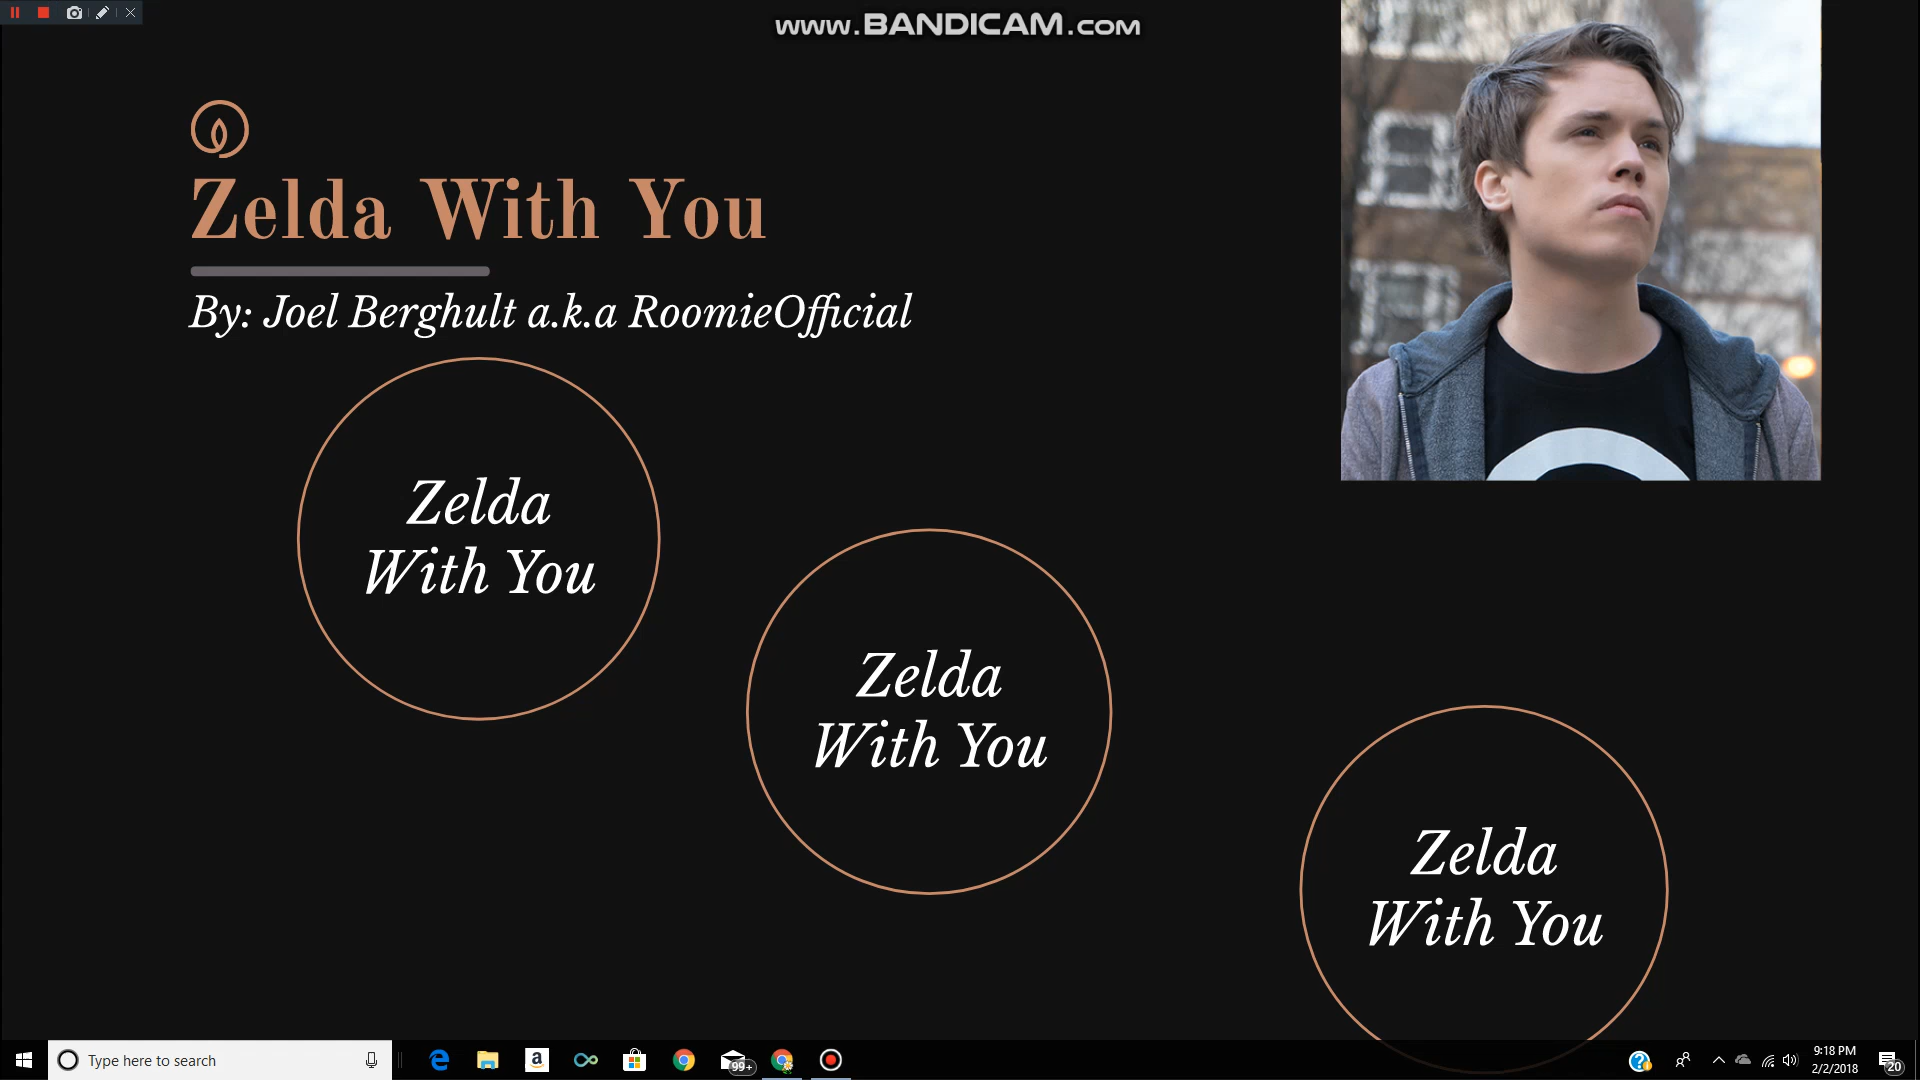 www.BANDICAM.com
Zelda With You
By: Joel Berghult a.k.a RoomieOfficial
Zelda
With You
Zelda
With You
Zelda
With You
Type here to search
a
99+
9:18 PM
2/2/2018
20